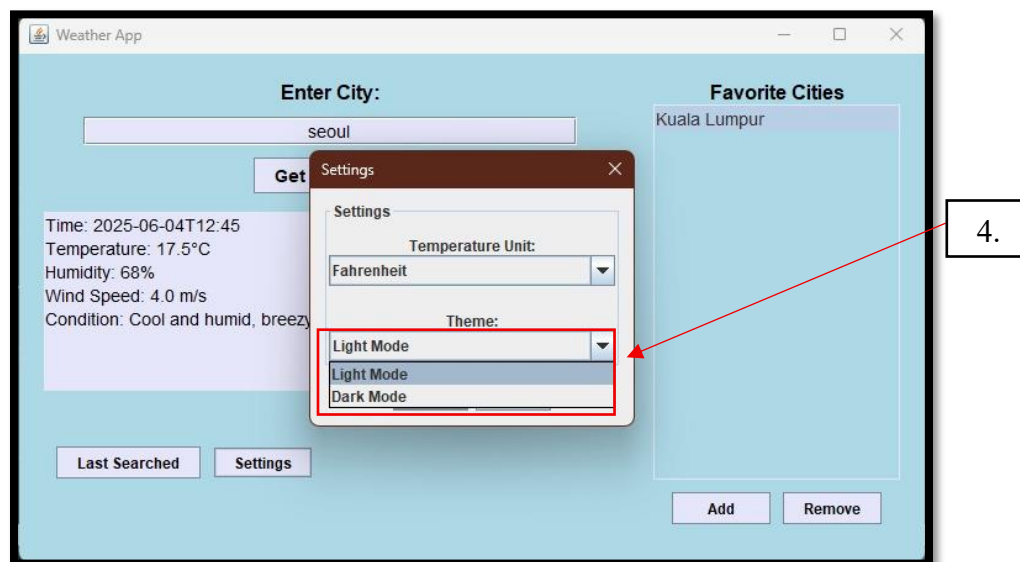 Weather App
Enter City:
seoul
Get
Time: 2025-06-04T12:45
Temperature: 17.5°C
Humidity: 68%
Wind Speed: 4.0 m/s
Condition: Cool and humid, breezy
Last Searched
Settings
Settings
Settings
Temperature Unit:
Fahrenheit
Theme:
Light Mode
Light Mode
Dark Mode
Favorite Cities
Kuala Lumpur
Add
Remove
4.